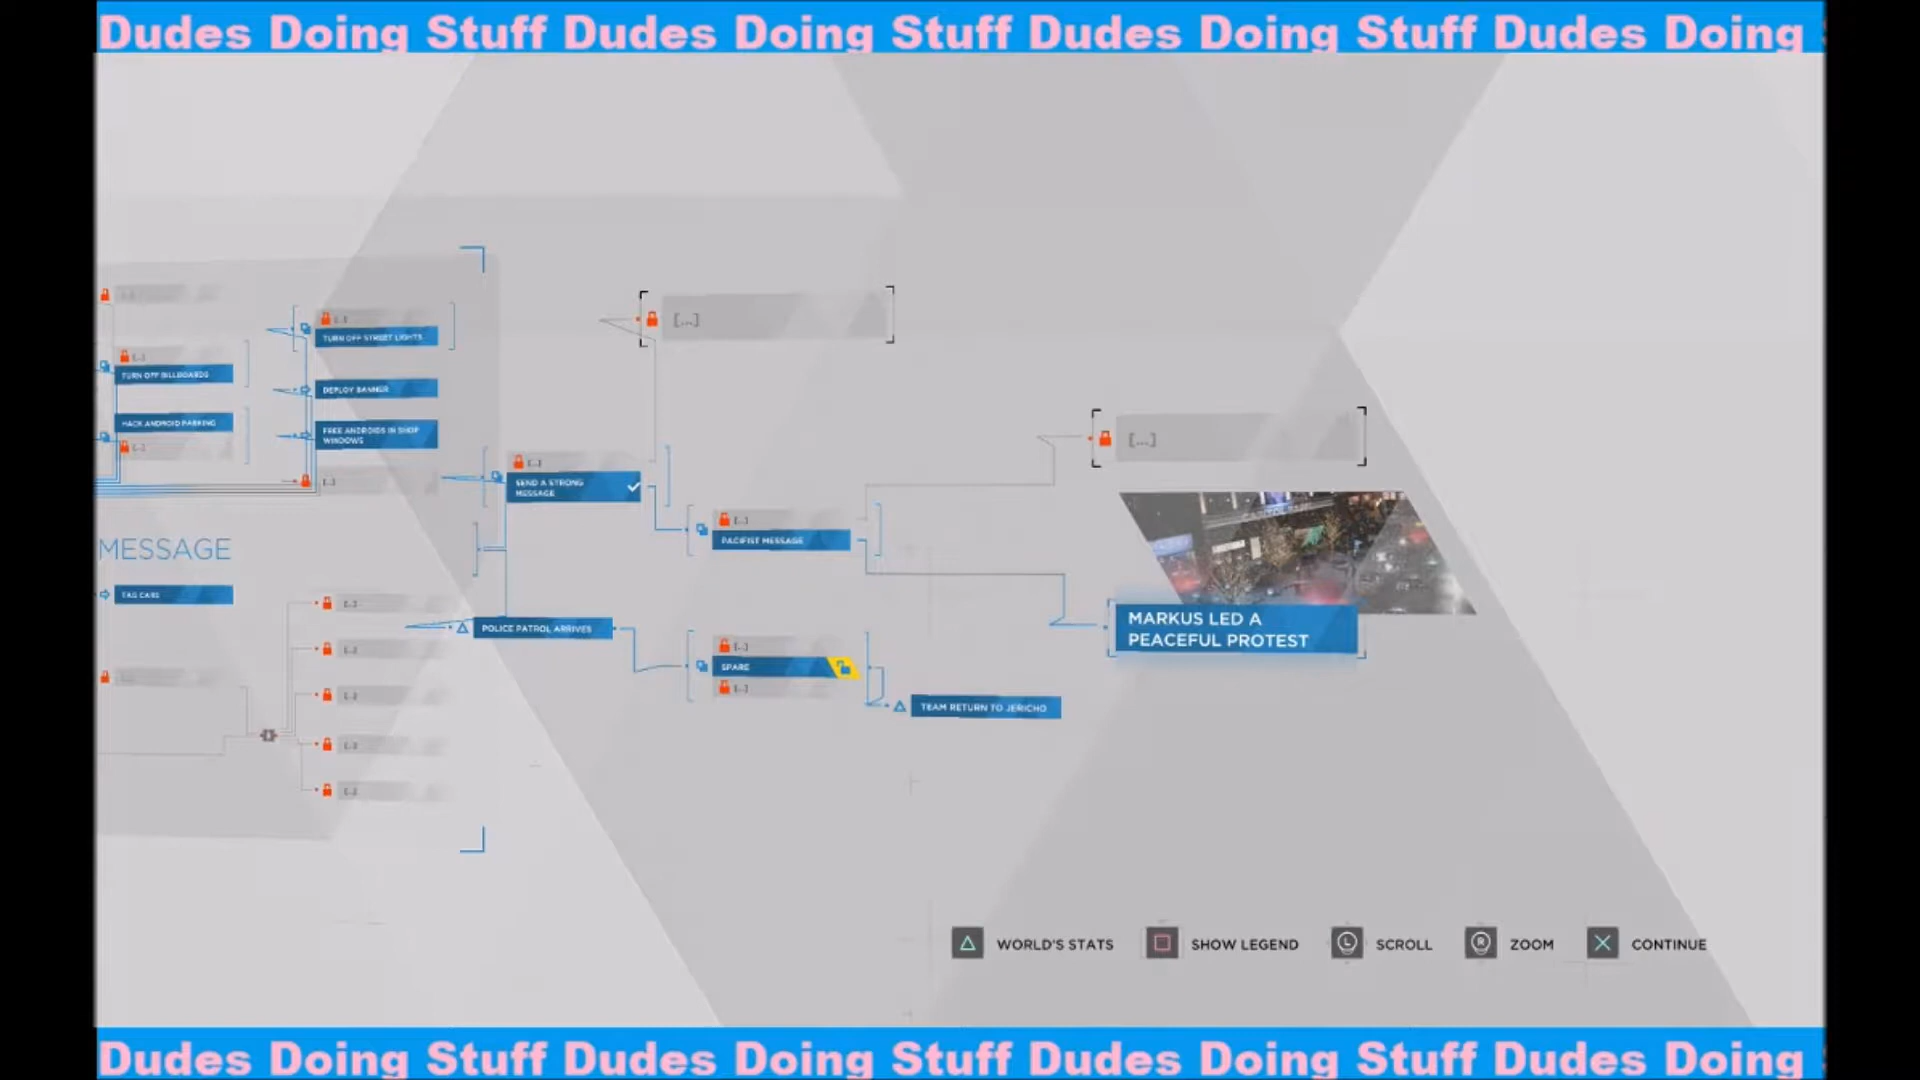 Dudes Doing Stuff Dudes Doing Stuff Dudes Doing Stuff Dudes Doing
[...]
[...]
TURN OFF STREET LIGHTS
[...]
[...]
TURN OFF BILLBOARDS
DEPLOY BANNER
HACK ANDROID PARKING
[...]
FREE ANDROIDS IN SHOP
WINDOWS
[...]
[...]
[...]
SEND A STRONG
MESSAGE
[...]
PACIFIST MESSAGE
MESSAGE
TAG CARS
[...]
[...]
[...]
[...]
[...]
POLICE PATROL ARRIVES
[...]
SPARE
[...]
TEAM RETURN TO JERICHO
MARKUS LED A
PEACEFUL PROTEST
WORLD'S STATS
SHOW LEGEND
L
SCROLL
R
ZOOM
CONTINUE
Dudes Doing Stuff Dudes Doing Stuff Dudes Doing Stuff Dudes Doing